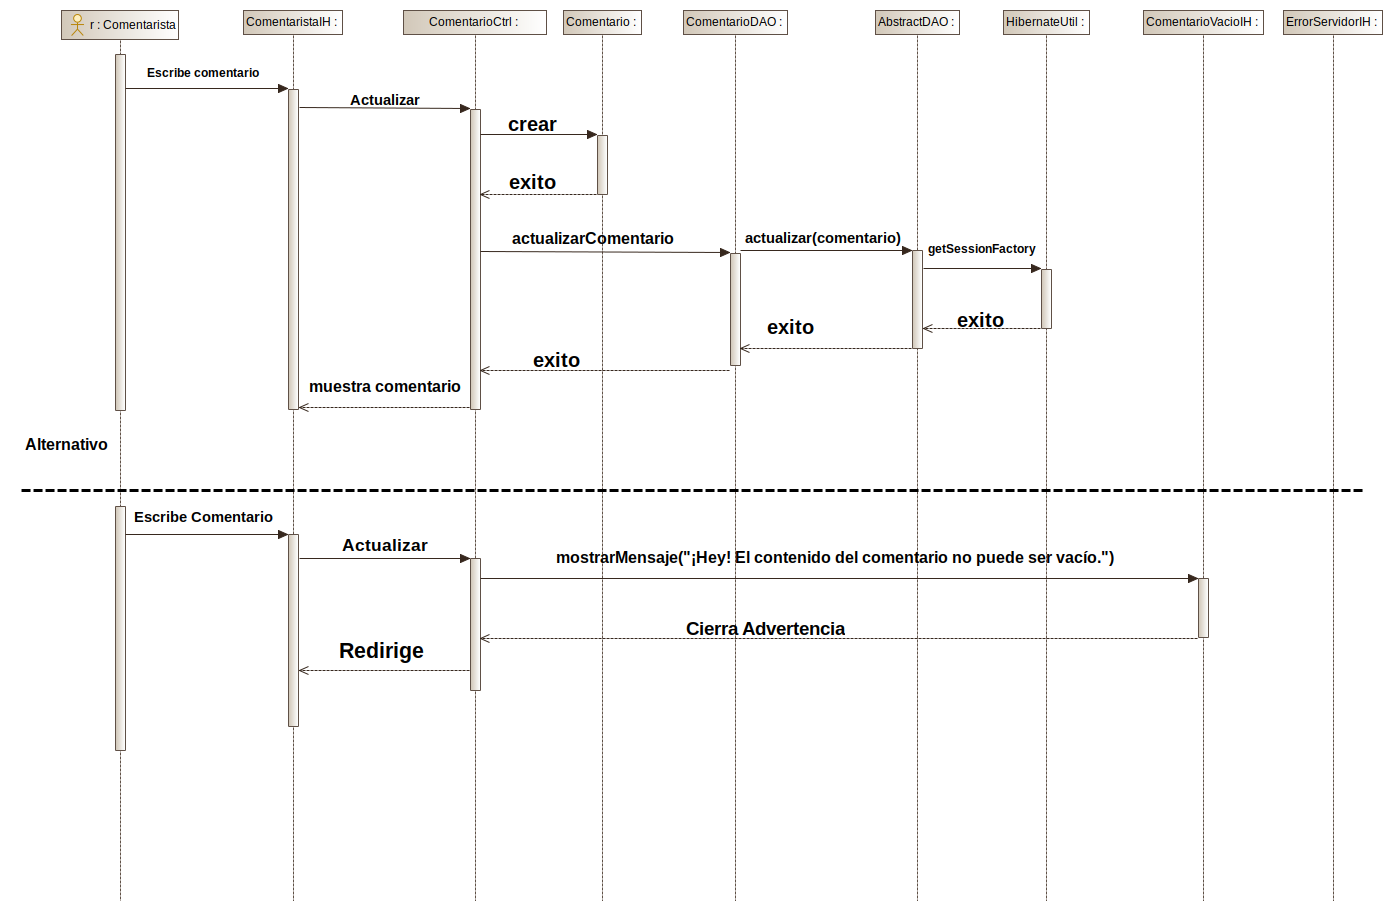 r : Comentarista
ComentaristaIH :
ComentarioCtrl :
Comentario :
ComentarioDAO :
AbstractDAO :
HibernateUtil :
ComentarioVacioIH :
ErrorServidorIH :
Escribe comentario
Actualizar
crear
exito
actualizarComentario
actualizar(comentario)
getSessionFactory
exito
exito
exito
muestra comentario
Alternativo
Escribe Comentario
Actualizar
mostrarMensaje("¡Hey! El contenido del comentario no puede ser vacío.")
Cierra Advertencia
Redirige